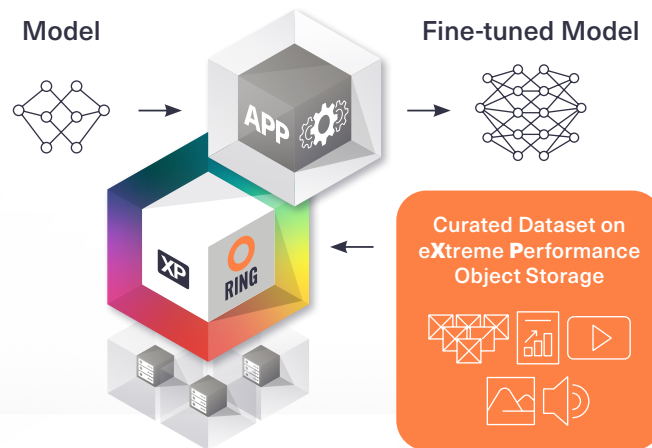 Model
Fine-tuned Model
APP
XP
RING
Curated Dataset on
eXtreme Performance
Object Storage